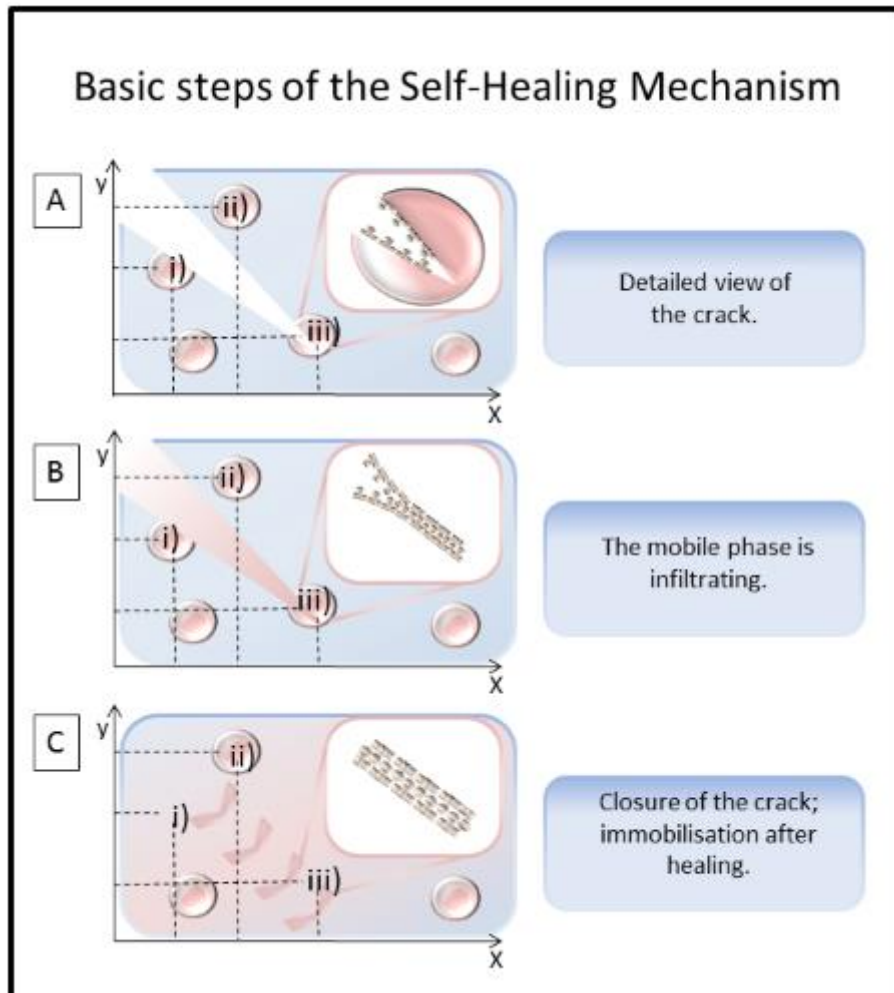 Basic steps of the Self-Healing Mechanism
A
y
ii)
i)
iii)
X
Detailed view of
the crack.
B
y
ii)
i)
iii)
X
The mobile phase is
infiltrating.
C
y
ii)
i)
iii)
X
Closure of the crack;
immobilisation after
healing.